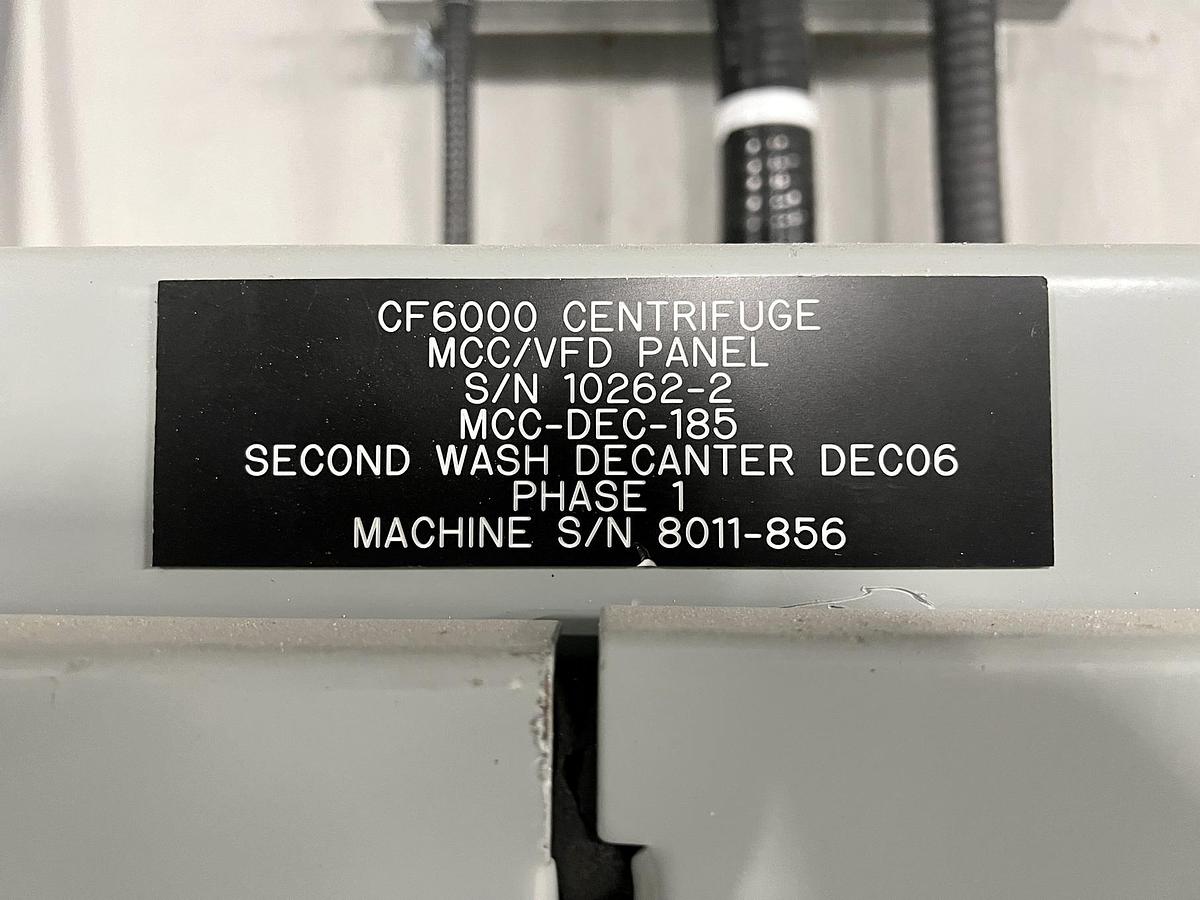 CF6000 CENTRIFUGE
MCC/VFD PANEL
S/N 10262-2
MCC-DEC-185
SECOND WASH DECANTER DEC06
PHASE 1
MACHINE S/N 8011-856